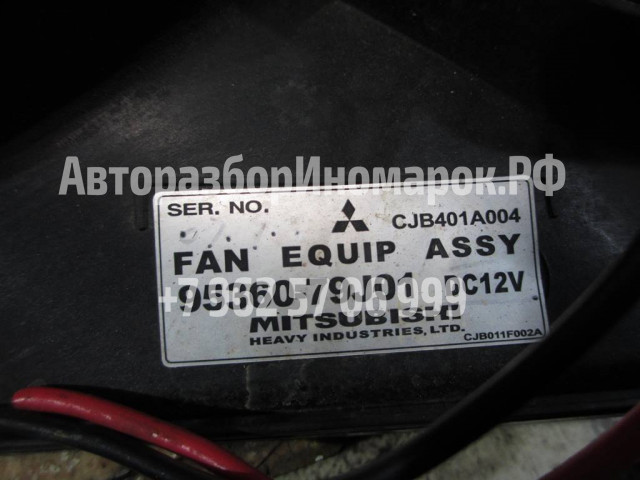 АвторазборИномарок.РФ
SER. NO.
CJB401A004
FAN EQUIP ASSY
DC12V
MITSUBISHI
HEAVY INDUSTRIES, LTD.
CJB011F002A